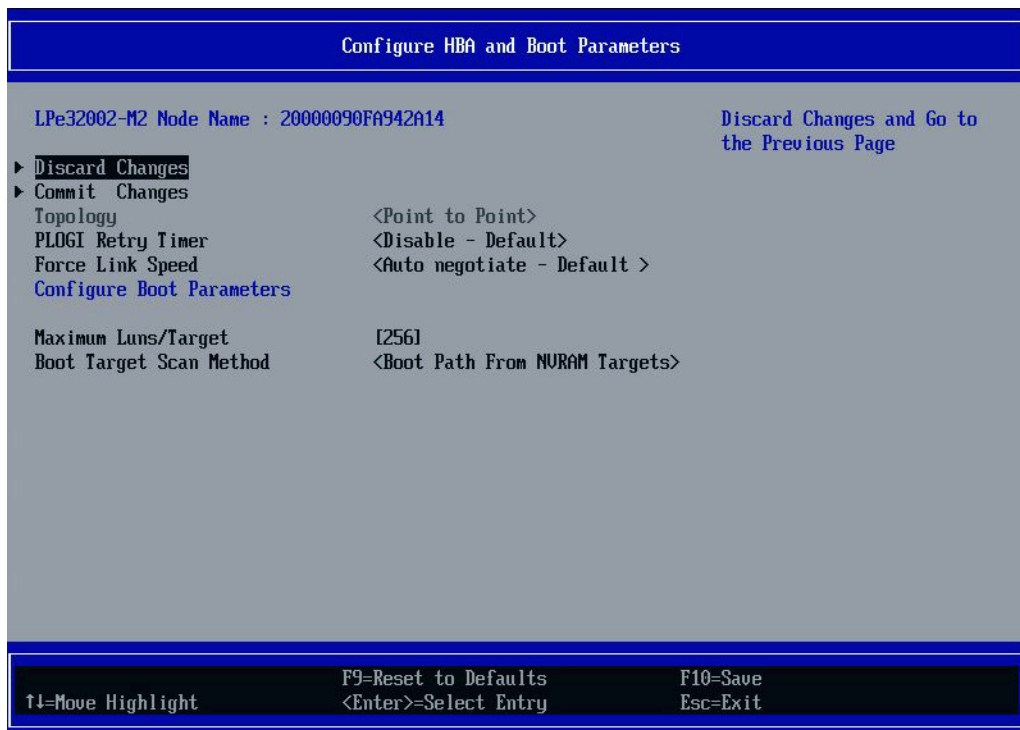 Configure HBA and Boot Parameters
LPe32002-M2 Node Name : 20000090FA942A14
Discard Changes and Go to
the Previous Page
Discard Changes
Commit  Changes
Topology <Point to Point>
PLOGI Retry Timer <Disable - Default>
Force Link Speed <Auto negotiate - Default >
Configure Boot Parameters
Maximum Luns/Target [256]
Boot Target Scan Method <Boot Path From NVRAM Targets>
F9=Reset to Defaults F10=Save
↑↓=Move Highlight <Enter>=Select Entry Esc=Exit